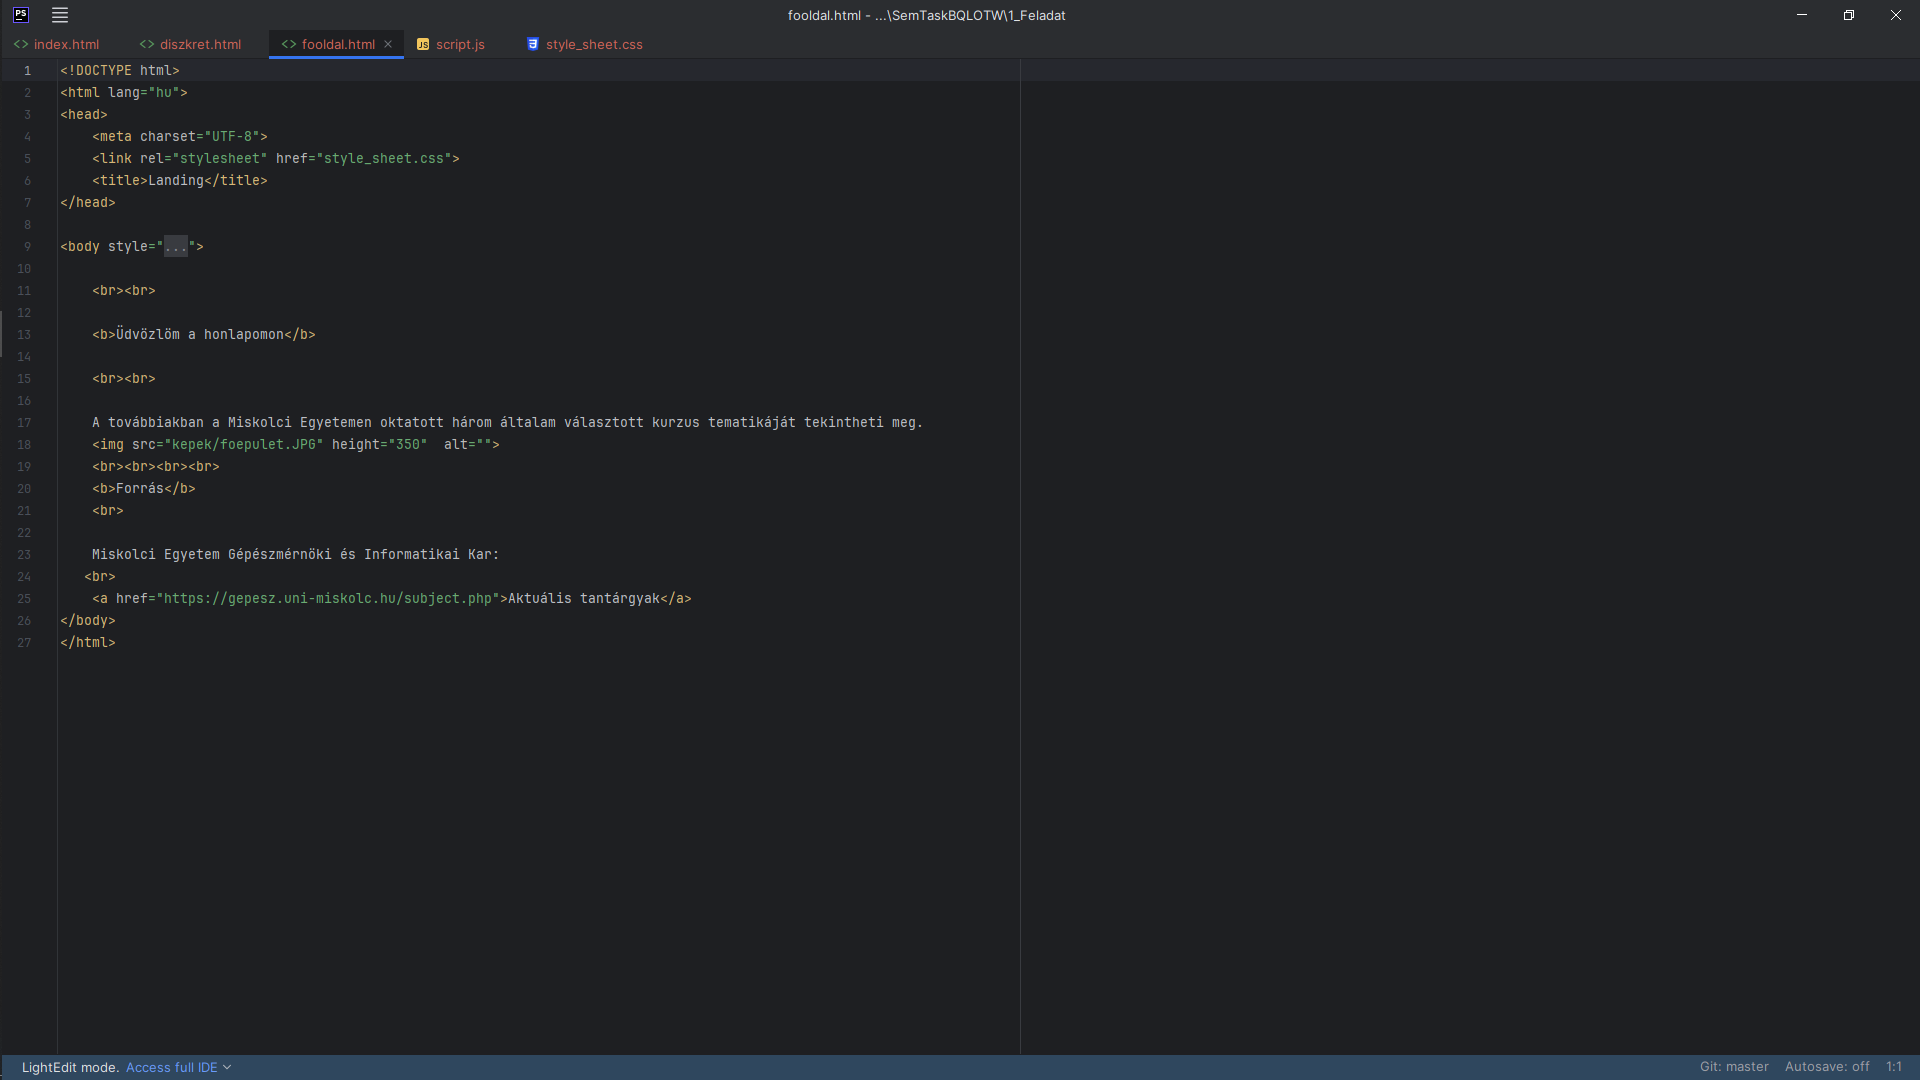 PS
fooldal.html - ...\SemTaskBQLOTW\1_Feladat
index.html diszkret.html fooldal.html JS script.js style_sheet.css
1 <!DOCTYPE html>
2 <html lang="hu">
3 <head>
4 <meta charset="UTF-8">
5 <link rel="stylesheet" href="style_sheet.css">
6 <title>Landing</title>
7 </head>
8
9 <body style="...">
10
11 <br><br>
12
13 <b>Üdvözlöm a honlapomon</b>
14
15 <br><br>
16
17 A továbbiakban a Miskolci Egyetemen oktatott három általam választott kurzus tematikáját tekintheti meg.
18 <img src="kepek/foepulet.JPG" height="350"  alt="">
19 <br><br><br><br>
20 <b>Forrás</b>
21 <br>
22
23 Miskolci Egyetem Gépészmérnöki és Informatikai Kar:
24 <br>
25 <a href="https://gepesz.uni-miskolc.hu/subject.php">Aktuális tantárgyak</a>
26 </body>
27 </html>
LightEdit mode. Access full IDE Git: master Autosave: off 1:1